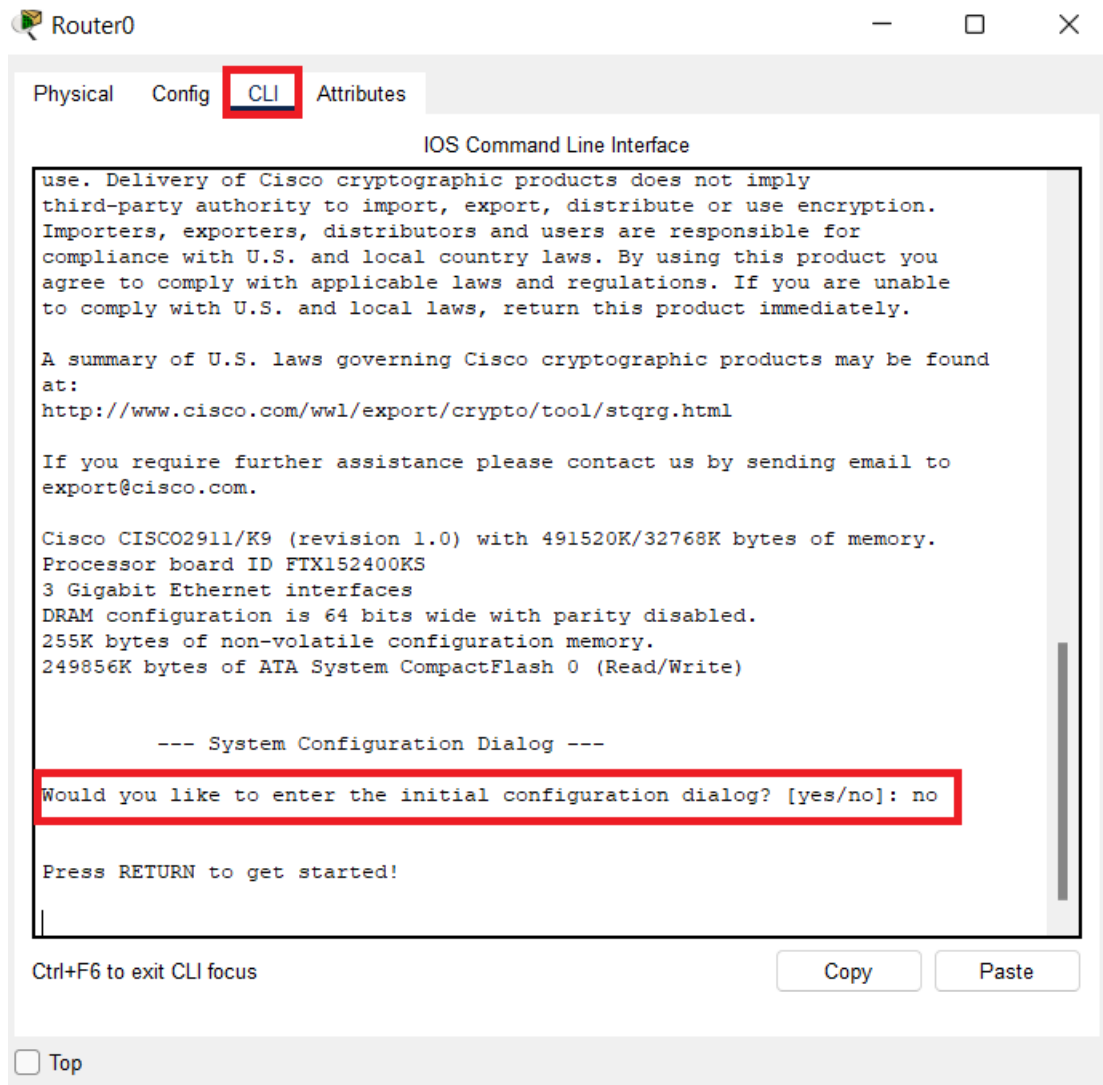 Router0
Physical Config CLI Attributes
IOS Command Line Interface
use. Delivery of Cisco cryptographic products does not imply
third-party authority to import, export, distribute or use encryption.
Importers, exporters, distributors and users are responsible for
compliance with U.S. and local country laws. By using this product you
agree to comply with applicable laws and regulations. If you are unable
to comply with U.S. and local laws, return this product immediately.
A summary of U.S. laws governing Cisco cryptographic products may be found
at:
http://www.cisco.com/wwl/export/crypto/tool/stqrg.html
If you require further assistance please contact us by sending email to
export@cisco.com.
Cisco CISCO2911/K9 (revision 1.0) with 491520K/32768K bytes of memory.
Processor board ID FTX152400KS
3 Gigabit Ethernet interfaces
DRAM configuration is 64 bits wide with parity disabled.
255K bytes of non-volatile configuration memory.
249856K bytes of ATA System CompactFlash 0 (Read/Write)
--- System Configuration Dialog ---
Would you like to enter the initial configuration dialog? [yes/no]: no
Press RETURN to get started!
Ctrl+F6 to exit CLI focus Copy Paste
Top